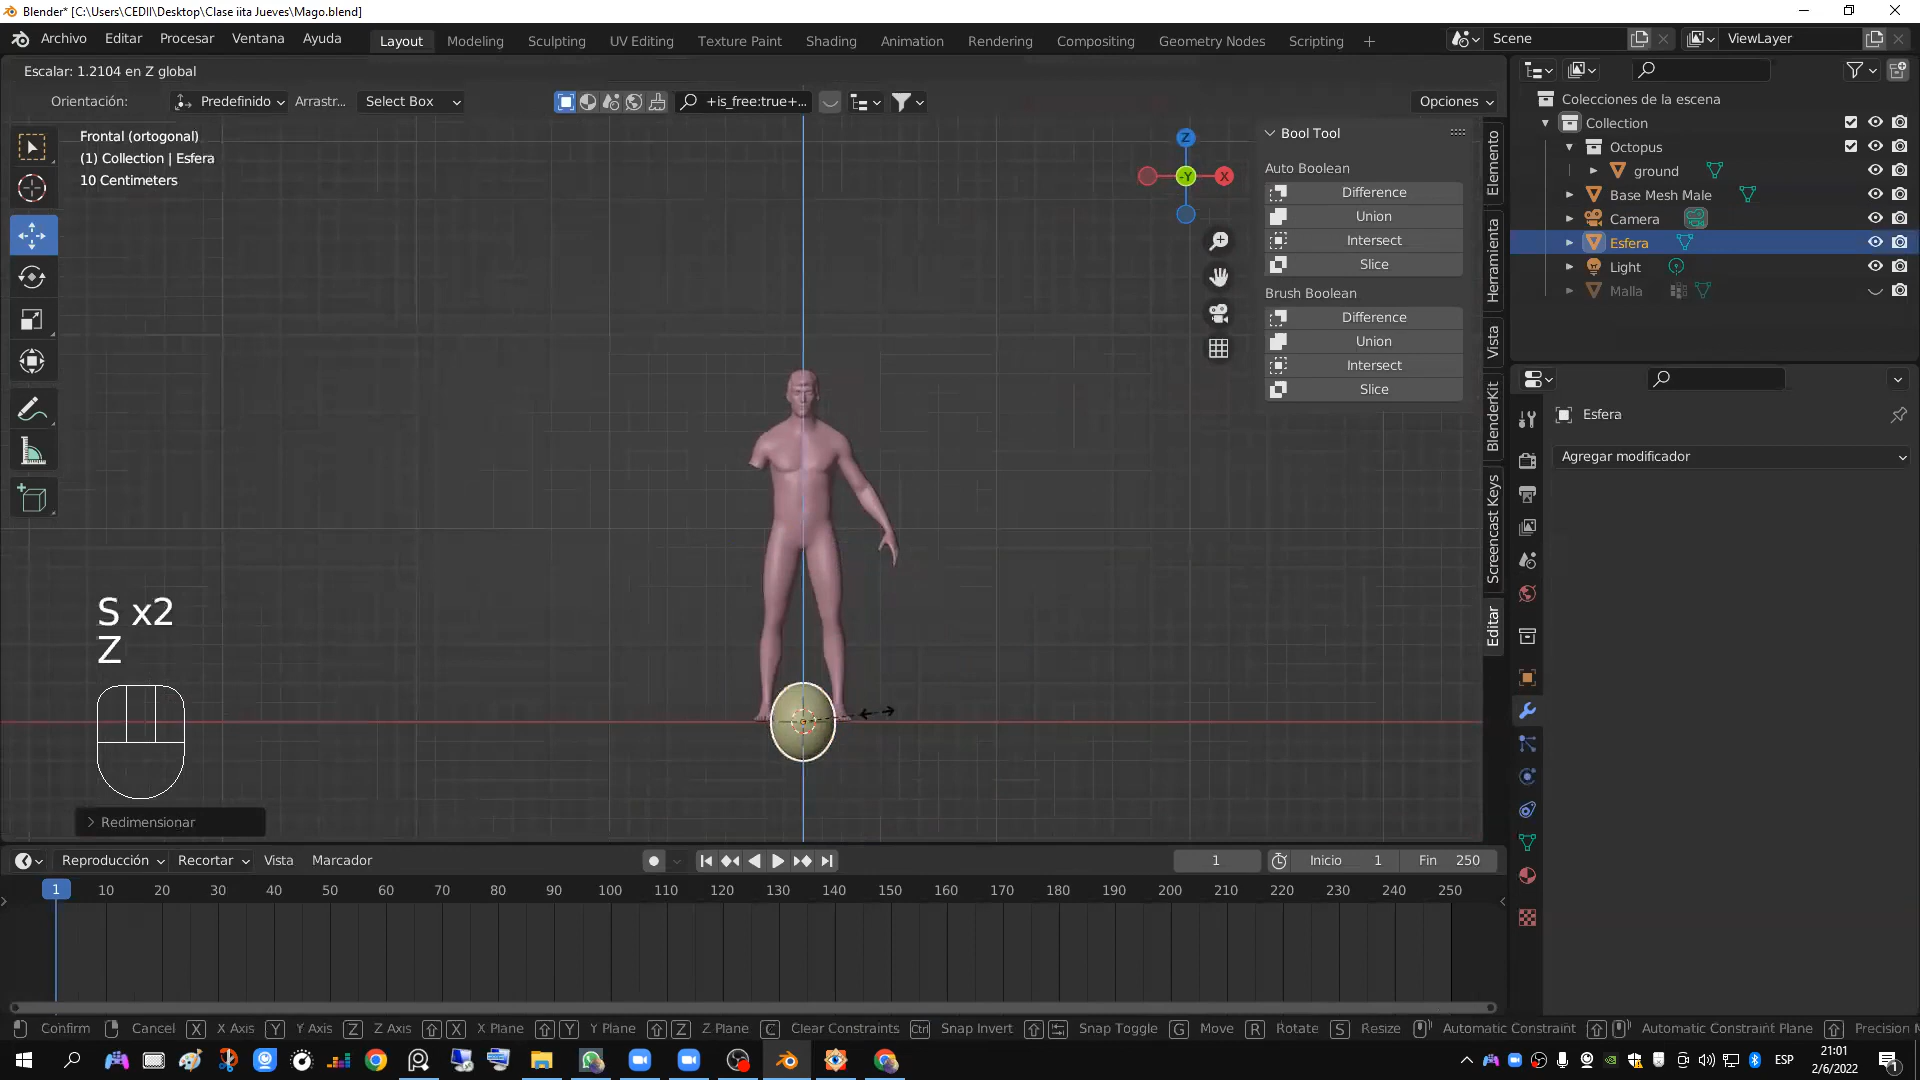 Blender* [C:\Users\CEDII\Desktop\Clase iita Jueves\Mago.blend]
Archivo Editar Procesar Ventana Ayuda Layout Modeling Sculpting UV Editing Texture Paint Shading Animation Rendering Compositing Geometry Nodes Scripting + Scene ViewLayer
Escalar: 1.2104 en Z global
Orientación: Predefinido Arrastr... Select Box +is_free:true+... Opciones
Frontal (ortogonal)
(1) Collection | Esfera
10 Centimeters
Z
X
-Y
Bool Tool
Auto Boolean
Difference
Union
Intersect
Slice
Brush Boolean
Difference
Union
Intersect
Slice
Elemento
Herramienta
Vista
BlenderKit
Screencast Keys
Editar
Colecciones de la escena
Collection
Octopus
ground
Base Mesh Male
Camera
Esfera
Light
Malla
Esfera
Agregar modificador
S x2
Z
Redimensionar
Reproducción Recortar Vista Marcador 1 Inicio 1 Fin 250
1 10 20 30 40 50 60 70 80 90 100 110 120 130 140 150 160 170 180 190 200 210 220 230 240 250
Confirm Cancel X X Axis Y Y Axis Z Z Axis X X Plane Y Y Plane Z Z Plane C Clear Constraints Ctrl Snap Invert Snap Toggle G Move R Rotate S Resize Automatic Constraint Automatic Constraint Plane Precision M
ESP
21:01
2/6/2022
1